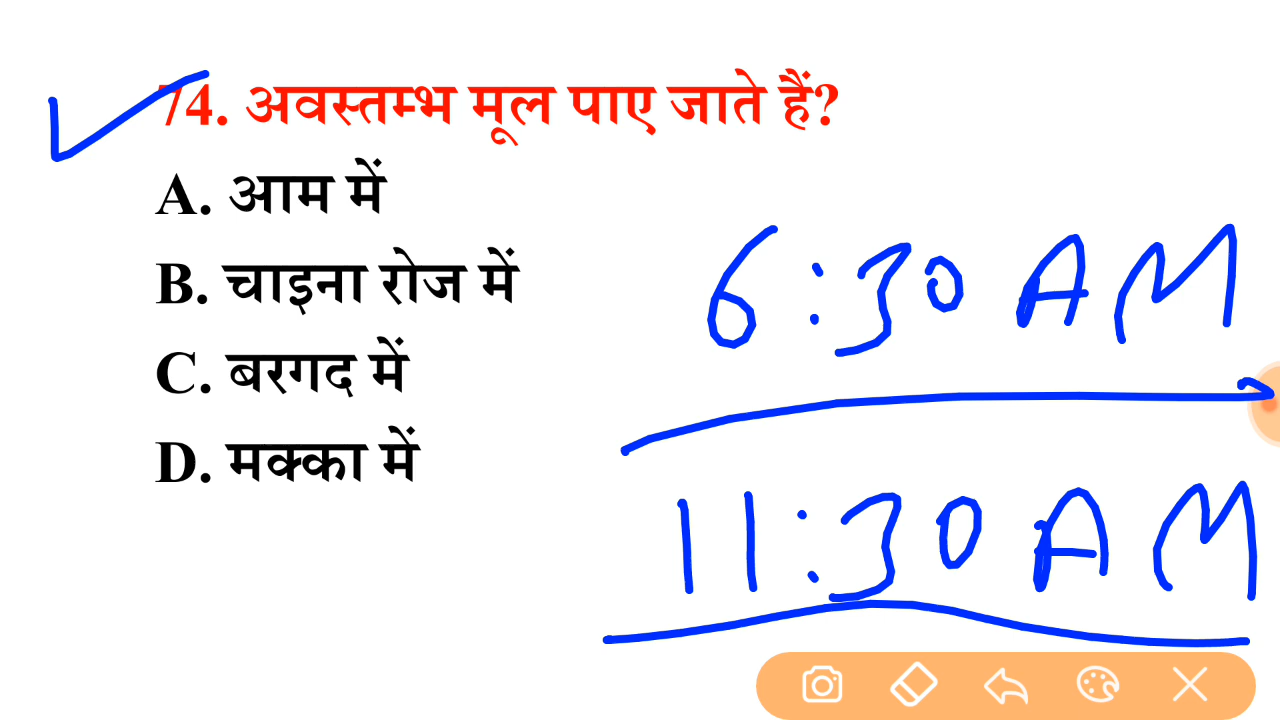 74. अवस्तम्भ मूल पाए जाते हैं?
A. आम में
B. चाइना रोज में
C. बरगद में
D. मक्का में
6:30 AM
11:30 AM